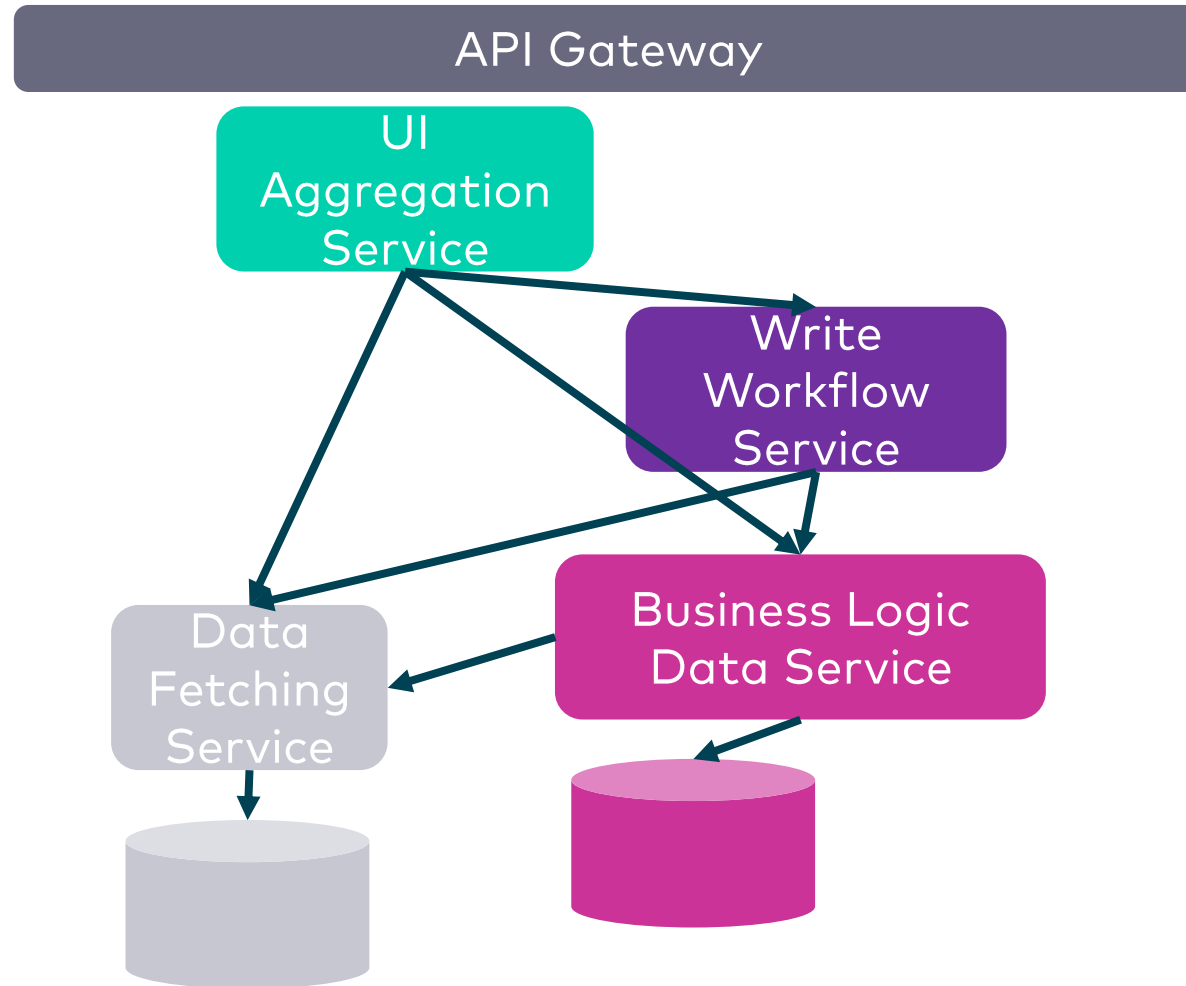 API Gateway
UI
Aggregation
Service
Write
Workflow
Service
Business Logic
Data Service
Data
Fetching
Service